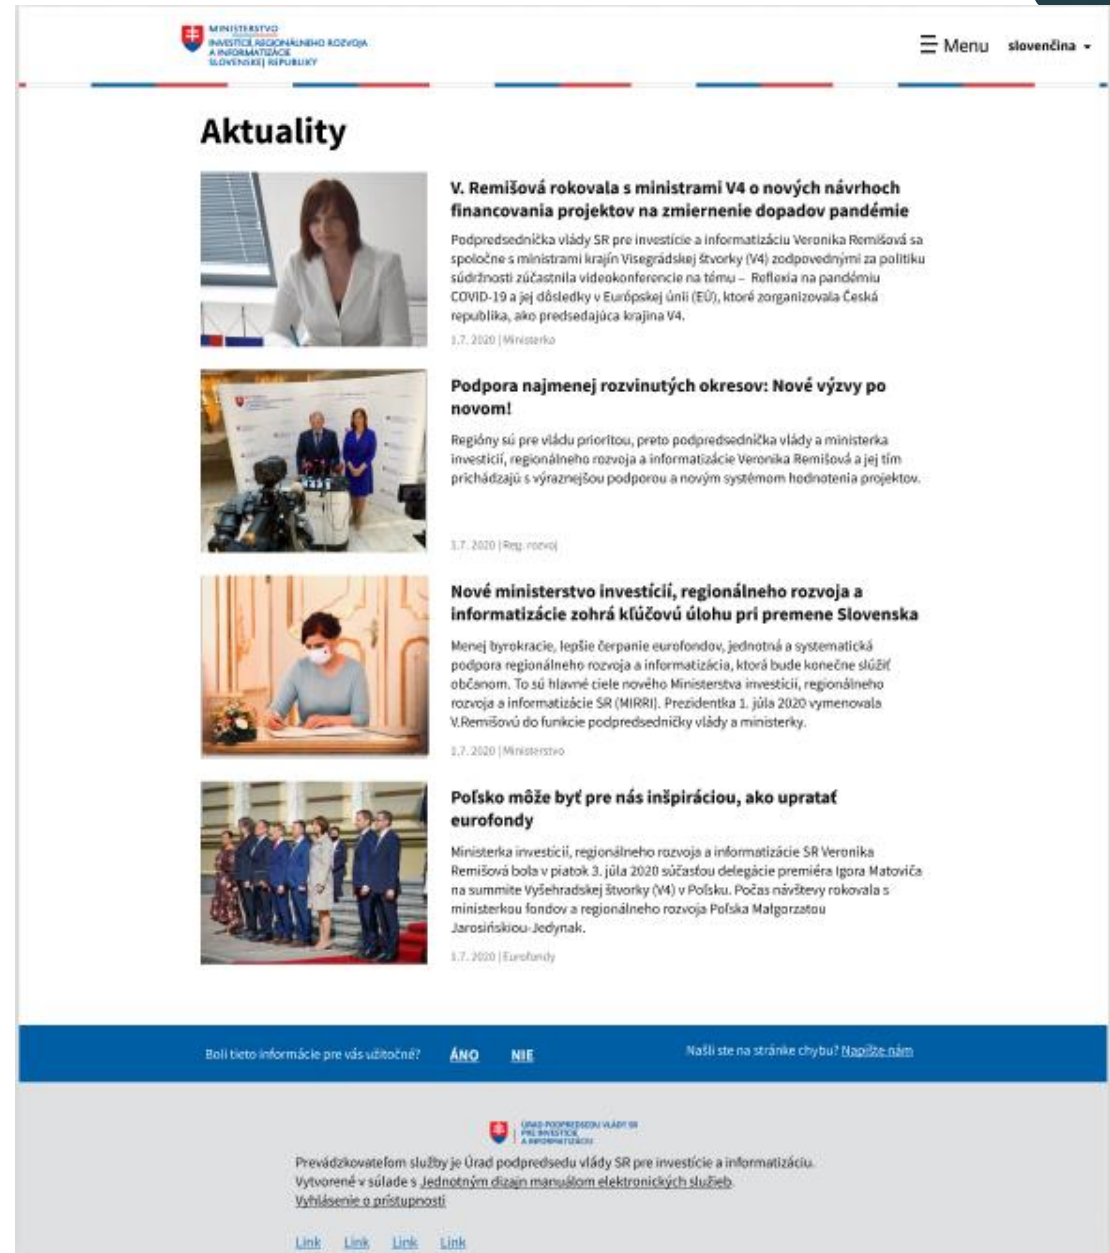 MINISTERSTVO
INVESTÍCIÍ, REGIONÁLNEHO ROZVOJA
A INFORMATIZÁCIE
SLOVENSKEJ REPUBLIKY
Menu
slovenčina
Aktuality
V. Remišová rokovala s ministrami V4 o nových návrhoch
financovania projektov na zmiernenie dopadov pandémie
Podpredsedníčka vlády SR pre investície a informatizáciu Veronika Remišová sa
spoločne s ministrami krajín Visegrádskej štvorky (V4) zodpovednými za politiku
súdržnosti zúčastnila videokonferencie na tému – Reflexia na pandémiu
COVID-19 a jej dôsledky v Európskej únii (EÚ), ktoré zorganizovala Česká
republika, ako predsedajúca krajina V4.
1.7. 2020 | Ministerka
Podpora najmenej rozvinutých okresov: Nové výzvy po
novom!
Regióny sú pre vládu prioritou, preto podpredsedníčka vlády a ministerka
investícií, regionálneho rozvoja a informatizácie Veronika Remišová a jej tím
prichádzajú s výraznejšou podporou a novým systémom hodnotenia projektov.
1.7. 2020 | Reg. rozvoj
Nové ministerstvo investícií, regionálneho rozvoja a
informatizácie zohrá kľúčovú úlohu pri premene Slovenska
Menej byrokracie, lepšie čerpanie eurofondov, jednotná a systematická
podpora regionálneho rozvoja a informatizácia, ktorá bude konečne slúžiť
občanom. To sú hlavné ciele nového Ministerstva investícií, regionálneho
rozvoja a informatizácie SR (MIRRI). Prezidentka 1. júla 2020 vymenovala
V.Remišovú do funkcie podpredsedníčky vlády a ministerky.
1.7. 2020 | Ministerstvo
Poľsko môže byť pre nás inšpiráciou, ako upratať
eurofondy
Ministerka investícií, regionálneho rozvoja a informatizácie SR Veronika
Remišová bola v piatok 3. júla 2020 súčasťou delegácie premiéra Igora Matoviča
na summite Vyšehradskej štvorky (V4) v Poľsku. Počas návštevy rokovala s
ministerkou fondov a regionálneho rozvoja Poľska Małgorzatou
Jarosińskiou-Jedynak.
1.7. 2020 | Eurofondy
Boli tieto informácie pre vás užitočné? ÁNO NIE
Našli ste na stránke chybu? Napíšte nám
ÚRAD PODPREDSEDU VLÁDY SR
PRE INVESTÍCIE
A INFORMATIZÁCIU
Prevádzkovateľom služby je Úrad podpredsedu vlády SR pre investície a informatizáciu.
Vytvorené v súlade s Jednotným dizajn manuálom elektronických služieb.
Vyhlásenie o prístupnosti
Link Link Link Link